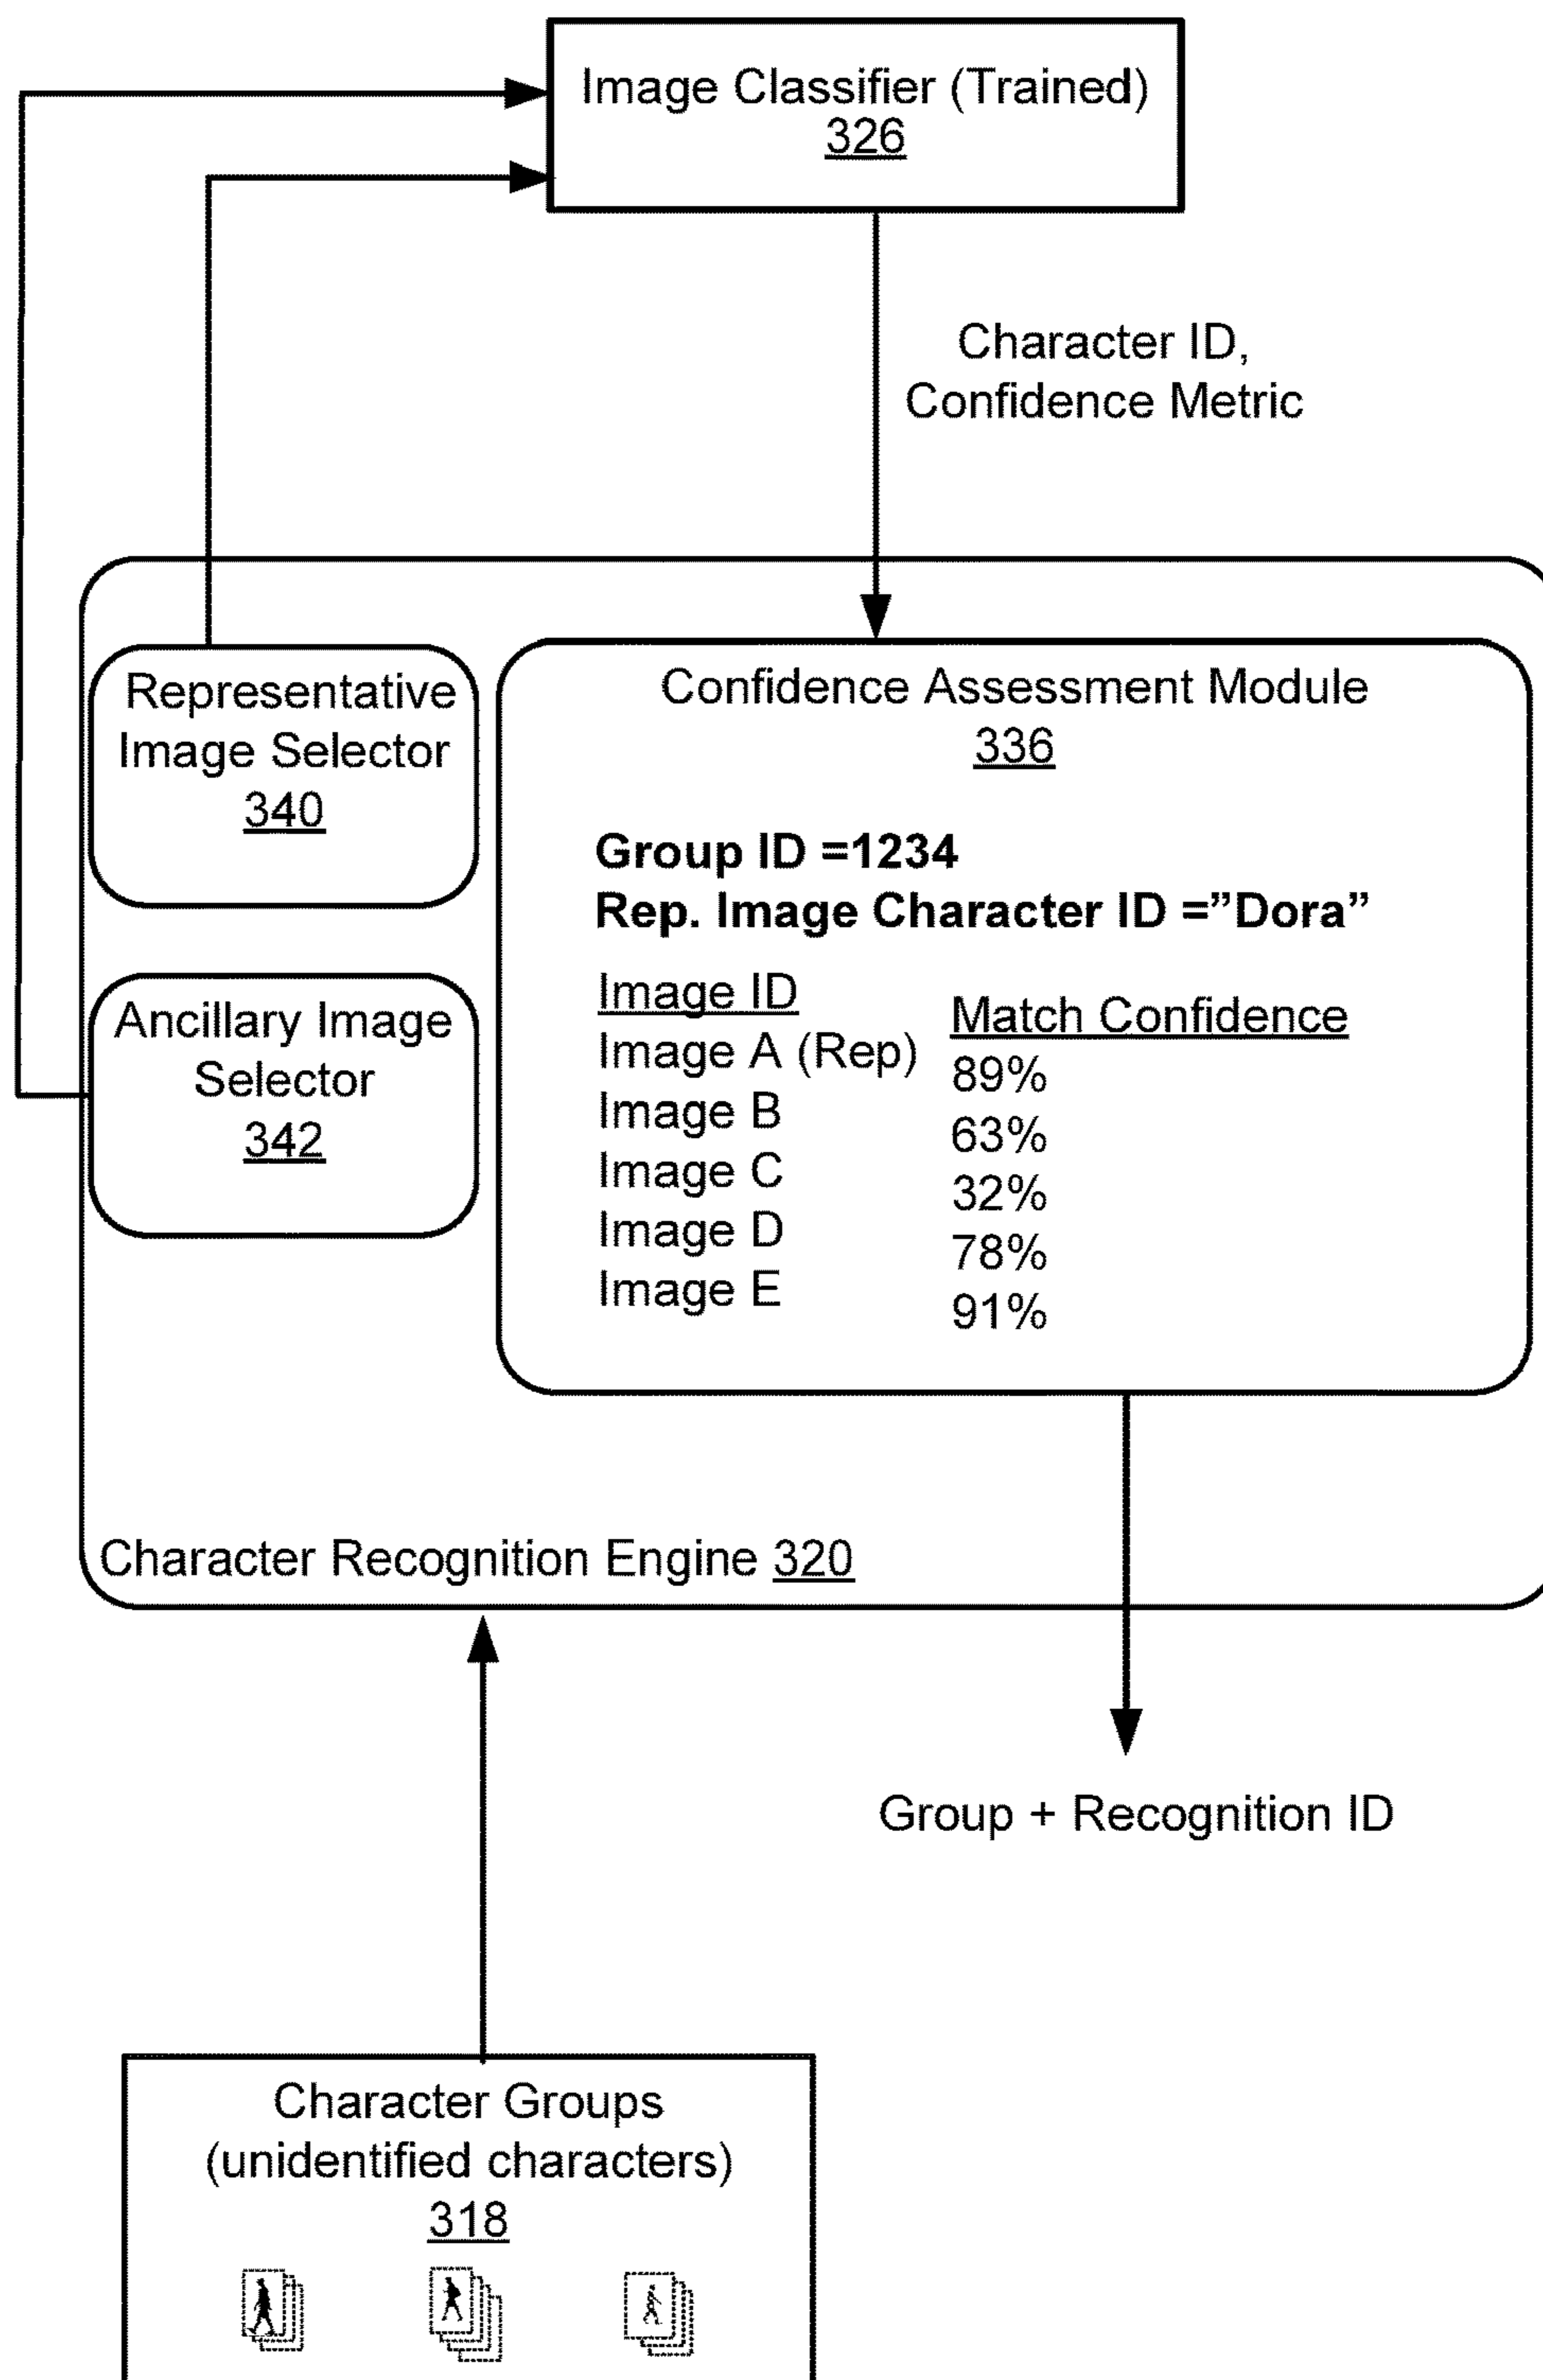 Image Classifier (Trained)
326
Character ID,
Confidence Metric
Representative
Image Selector
340
Ancillary Image
Selector
342
Confidence Assessment Module
336
Group ID =1234
Rep. Image Character ID =”Dora”
Image ID Match Confidence
Image A (Rep) 89%
Image B 63%
Image C 32%
Image D 78%
Image E 91%
Character Recognition Engine 320
Group + Recognition ID
Character Groups
(unidentified characters)
318